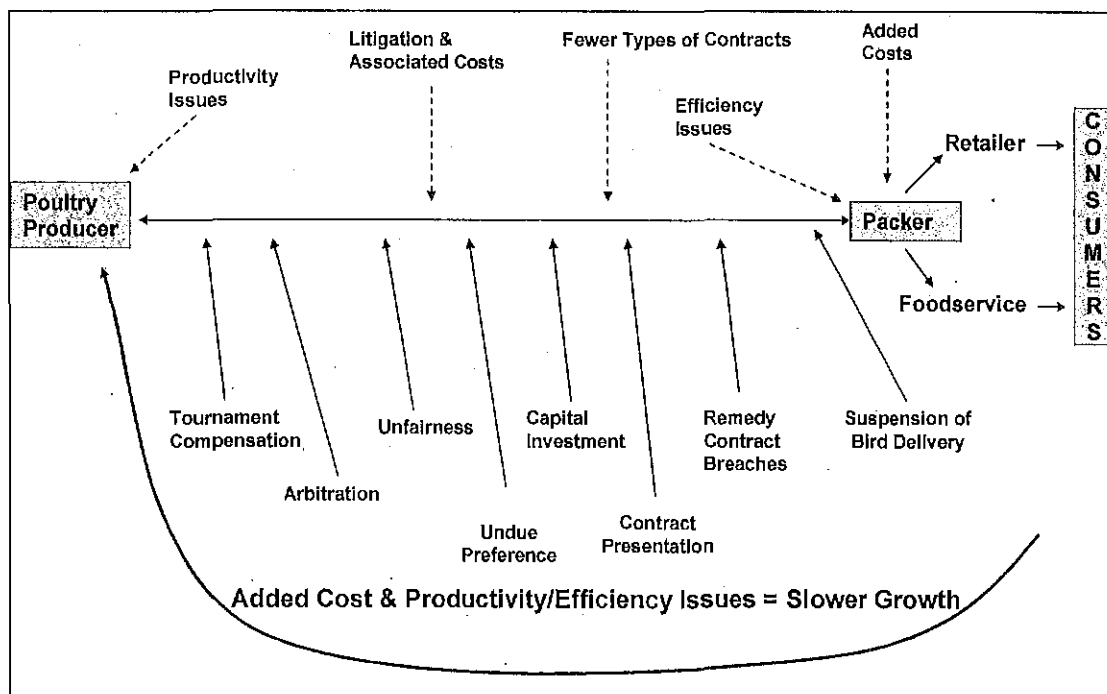 Litigation &
Associated Costs
Fewer Types of Contracts
Added
Costs
Productivity
Issues
Efficiency
Issues
Retailer
CONSUMERS
Poultry
Producer
Packer
Foodservice
Tournament
Compensation
Unfairness
Capital
Investment
Remedy
Contract
Breaches
Suspension of
Bird Delivery
Arbitration
Undue
Preference
Contract
Presentation
Added Cost & Productivity/Efficiency Issues = Slower Growth